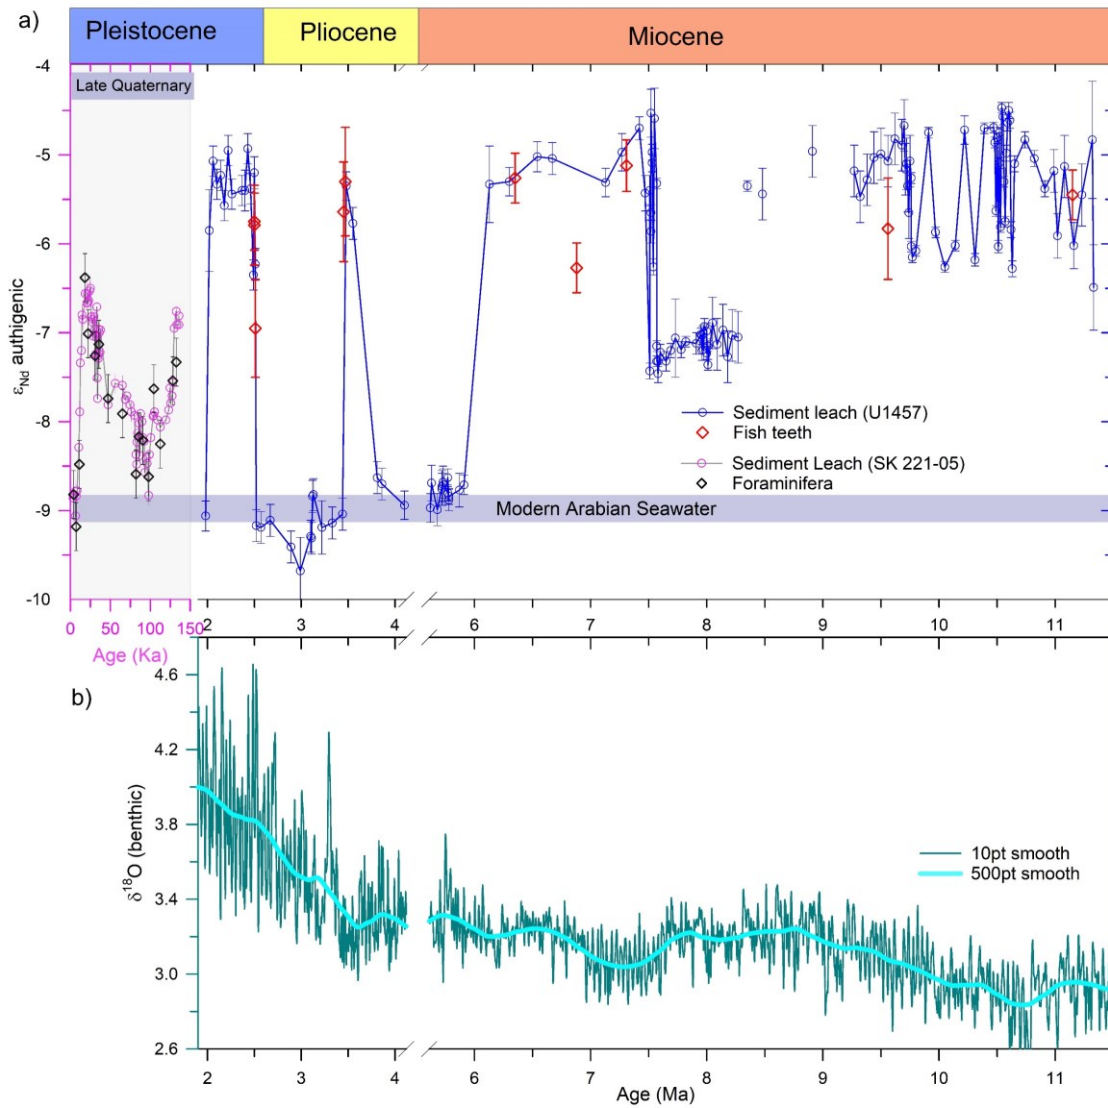 a)
Pleistocene
Pliocene
Miocene
Late Quaternary
-4
-5
-6
-7
-8
-9
-10
εNd authigenic
Sediment leach (U1457)
Fish teeth
Sediment Leach (SK 221-05)
Foraminifera
Modern Arabian Seawater
0 50 100 150
Age (Ka)
2 3 4 6 7 8 9 10 11
b)
4.6
4.2
3.8
3.4
3.0
2.6
δ18O (benthic)
10pt smooth
500pt smooth
2 3 4 6 7 8 9 10 11
Age (Ma)